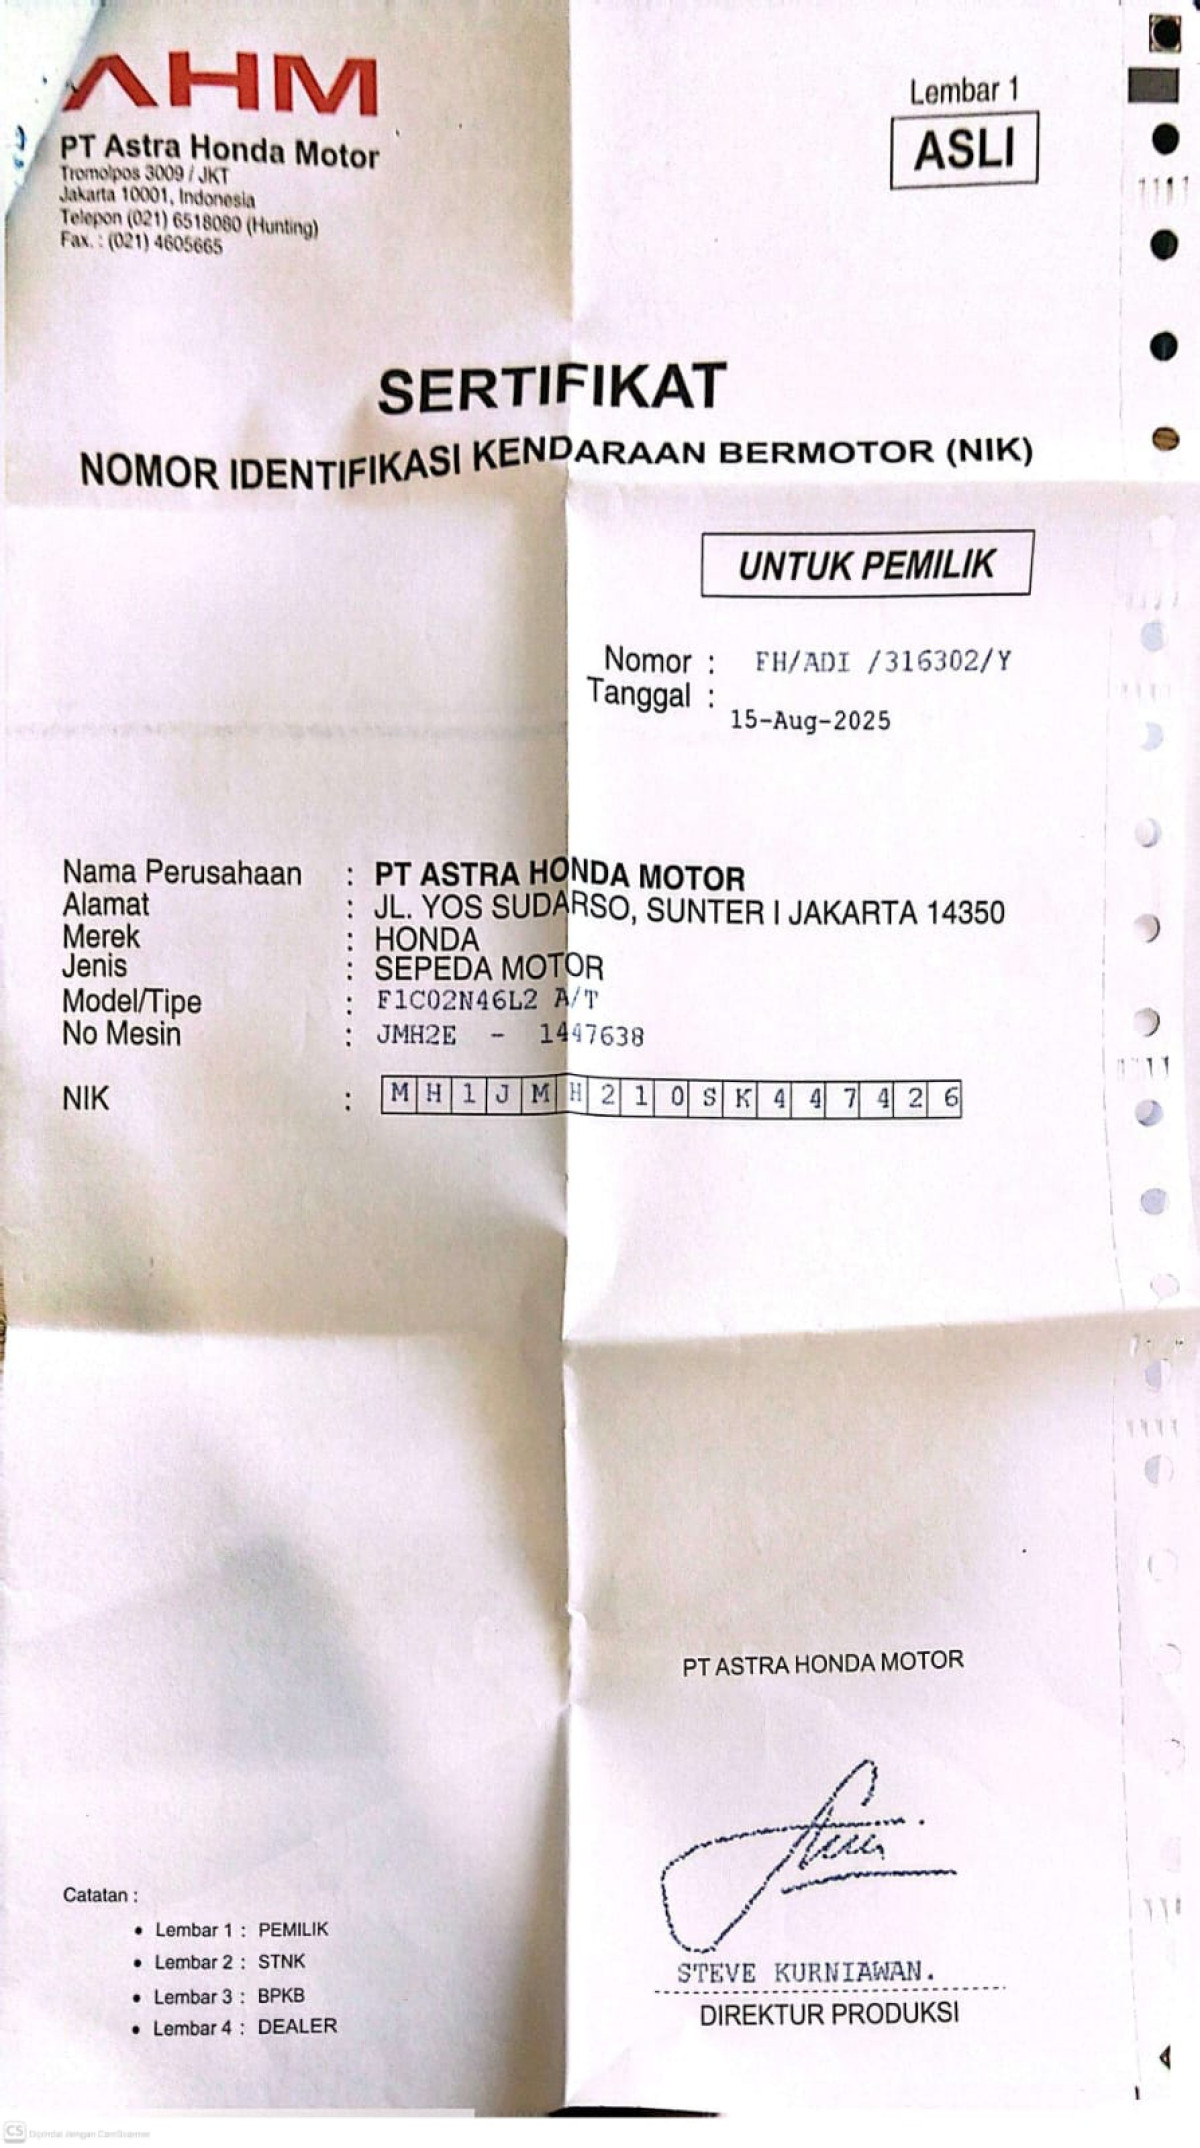 AHM
PT Astra Honda Motor
Tromolpos 3009 / JKT
Jakarta 10001, Indonesia
Telepon (021) 6518080 (Hunting)
Fax. : (021) 4605665
Lembar 1
ASLI
SERTIFIKAT
NOMOR IDENTIFIKASI KENDARAAN BERMOTOR (NIK)
UNTUK PEMILIK
Nomor : FH/ADI /316302/Y
Tanggal : 15-Aug-2025
Nama Perusahaan : PT ASTRA HONDA MOTOR
Alamat : JL. YOS SUDARSO, SUNTER I JAKARTA 14350
Merek : HONDA
Jenis : SEPEDA MOTOR
Model/Tipe : F1C02N46L2 A/T
No Mesin : JMH2E - 1447638
NIK : MH1JMH210SK447426
PT ASTRA HONDA MOTOR
STEVE KURNIAWAN.
DIREKTUR PRODUKSI
Catatan :
• Lembar 1 : PEMILIK
• Lembar 2 : STNK
• Lembar 3 : BPKB
• Lembar 4 : DEALER
CS Dipindai dengan CamScanner